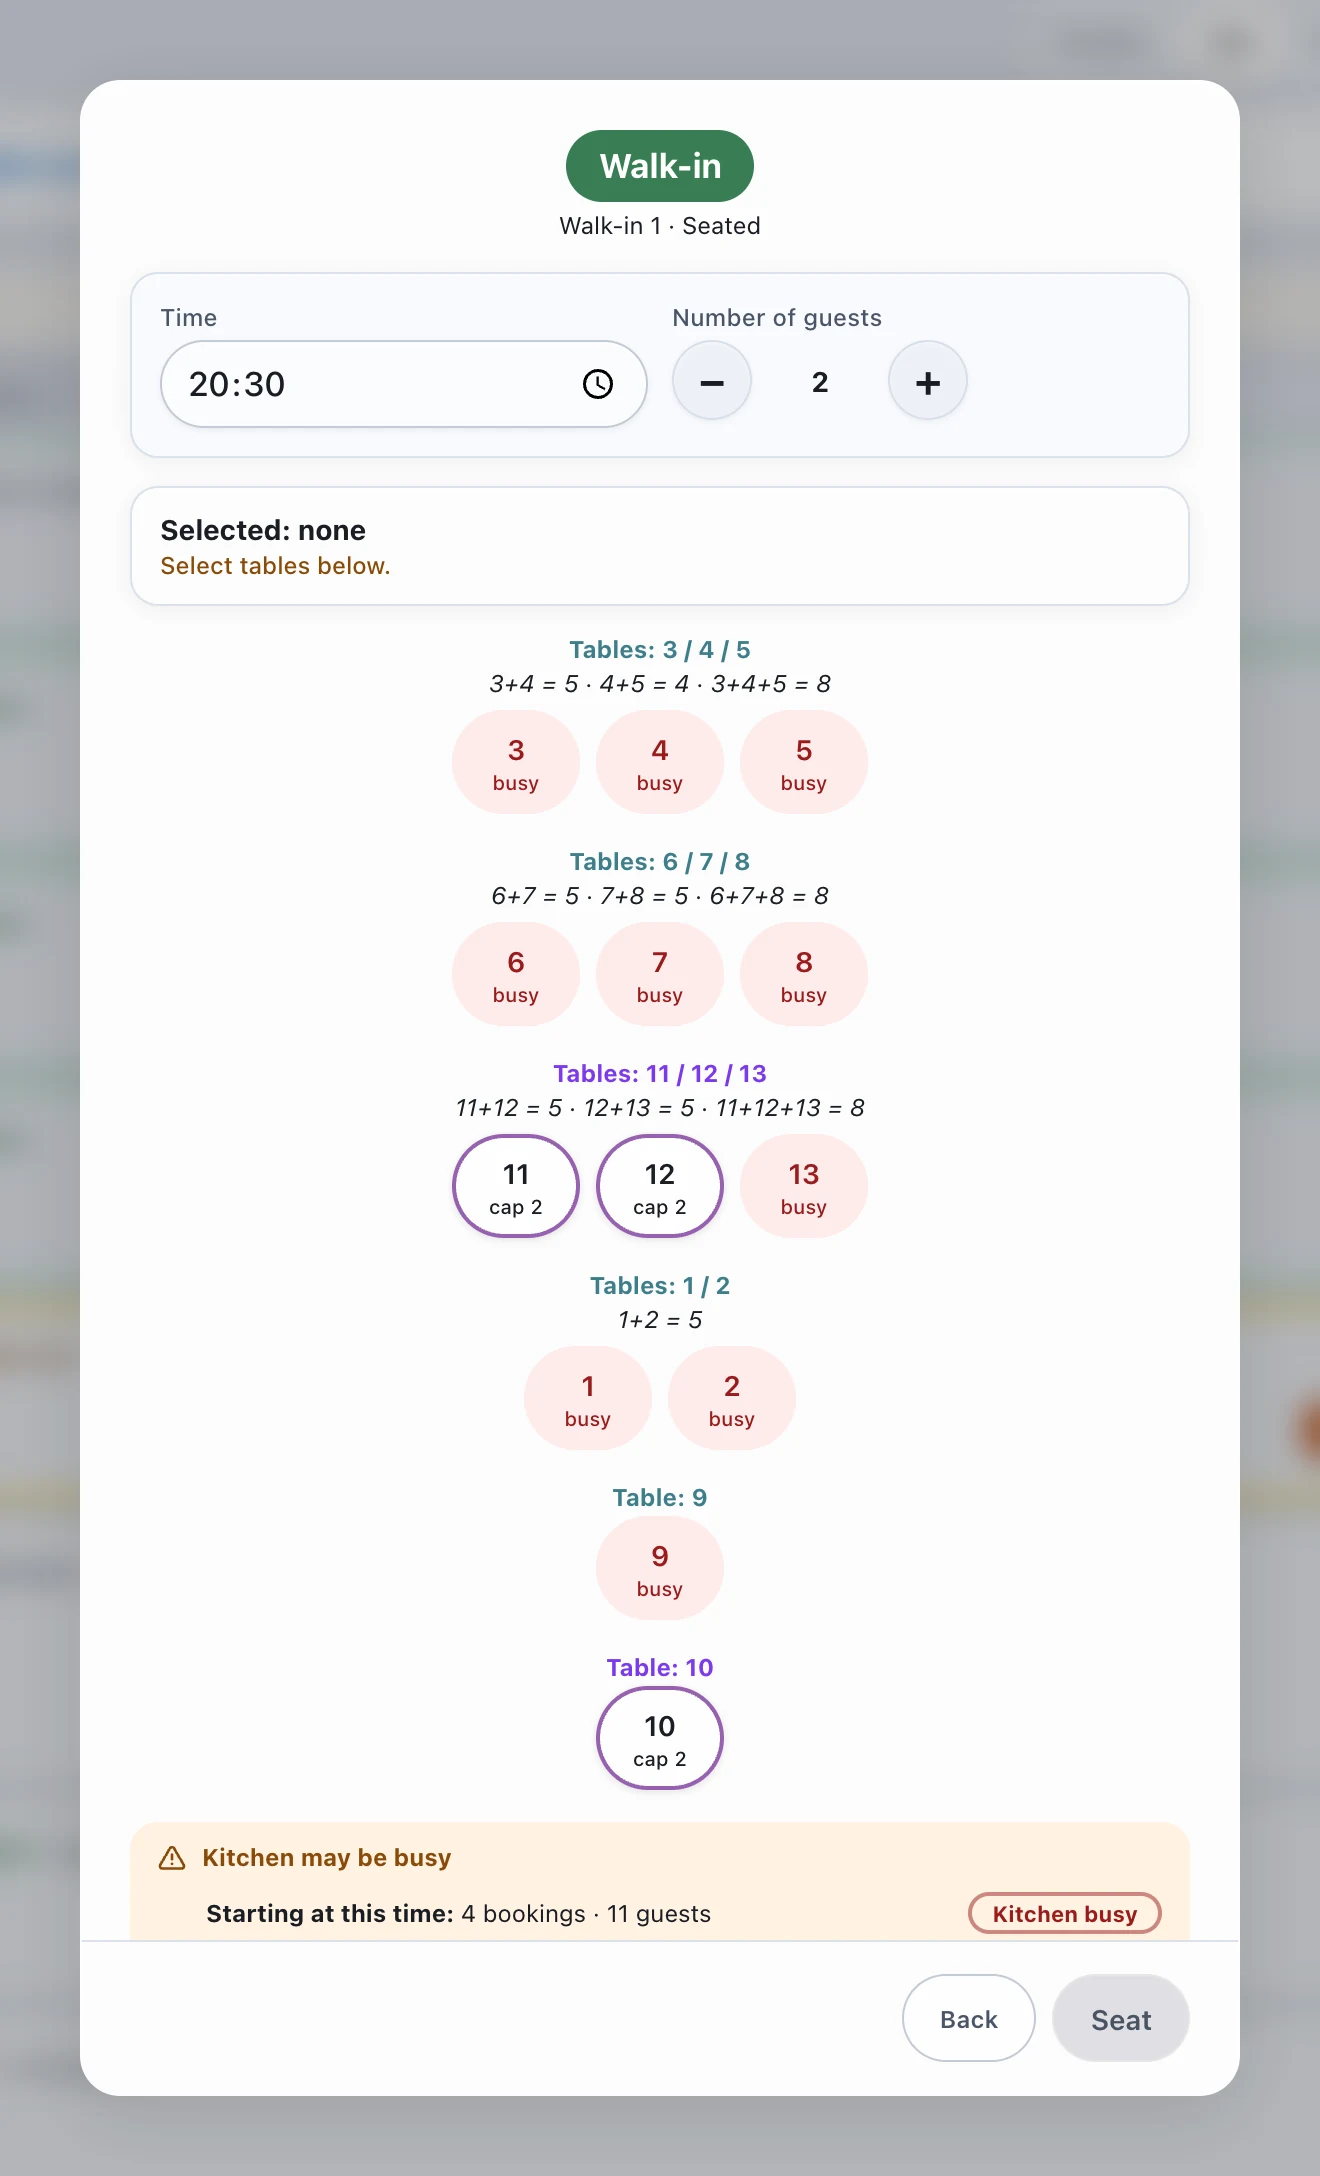 Walk-in
Walk-in 1 · Seated
Time
Number of guests
20:30
−
2
+
Selected: none
Select tables below.
Tables: 3 / 4 / 5
3+4 = 5 · 4+5 = 4 · 3+4+5 = 8
3
busy
4
busy
5
busy
Tables: 6 / 7 / 8
6+7 = 5 · 7+8 = 5 · 6+7+8 = 8
6
busy
7
busy
8
busy
Tables: 11 / 12 / 13
11+12 = 5 · 12+13 = 5 · 11+12+13 = 8
11
cap 2
12
cap 2
13
busy
Tables: 1 / 2
1+2 = 5
1
busy
2
busy
Table: 9
9
busy
Table: 10
10
cap 2
Kitchen may be busy
Starting at this time: 4 bookings · 11 guests
Kitchen busy
Back
Seat